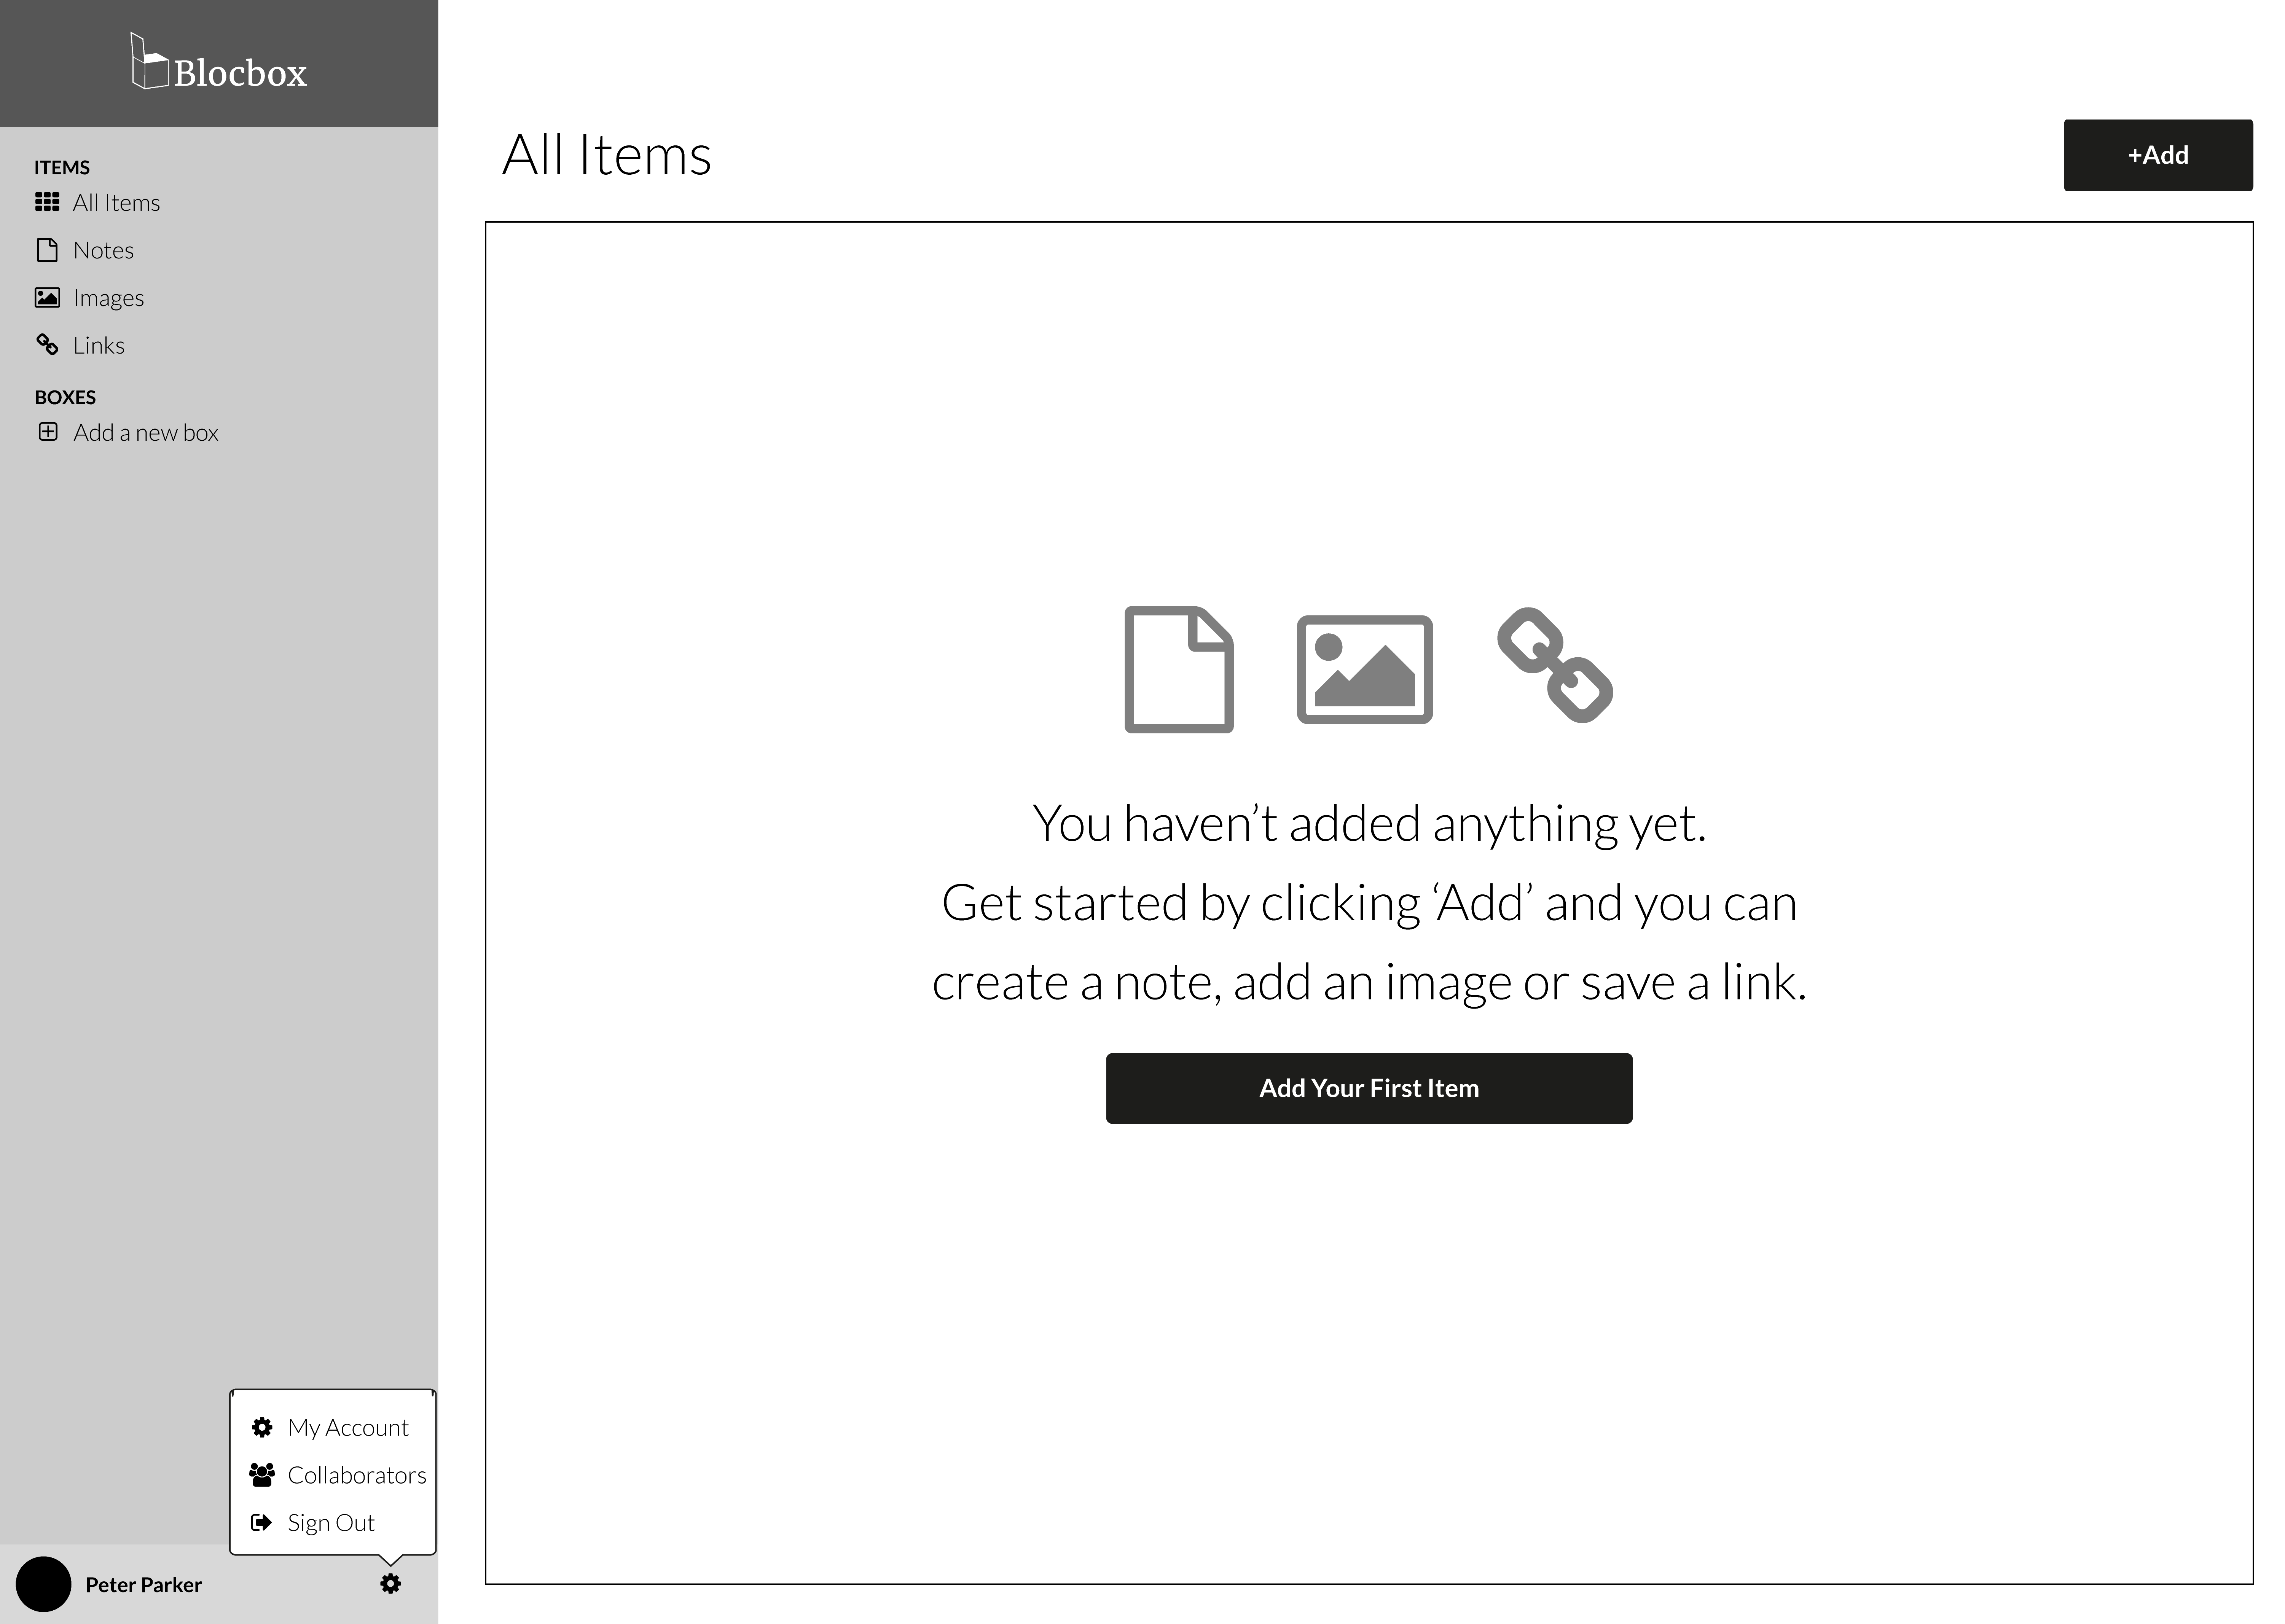 Blocbox
ITEMS
All Items
Notes
Images
Links
BOXES
Add a new box
My Account
Collaborators
Sign Out
Peter Parker
All Items
+Add
You haven’t added anything yet.
Get started by clicking ‘Add’ and you can
create a note, add an image or save a link.
Add Your First Item